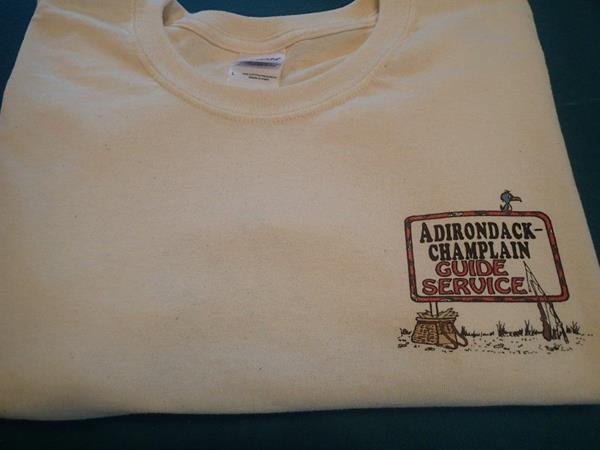 L
ADIRONDACK-
CHAMPLAIN
GUIDE
SERVICE